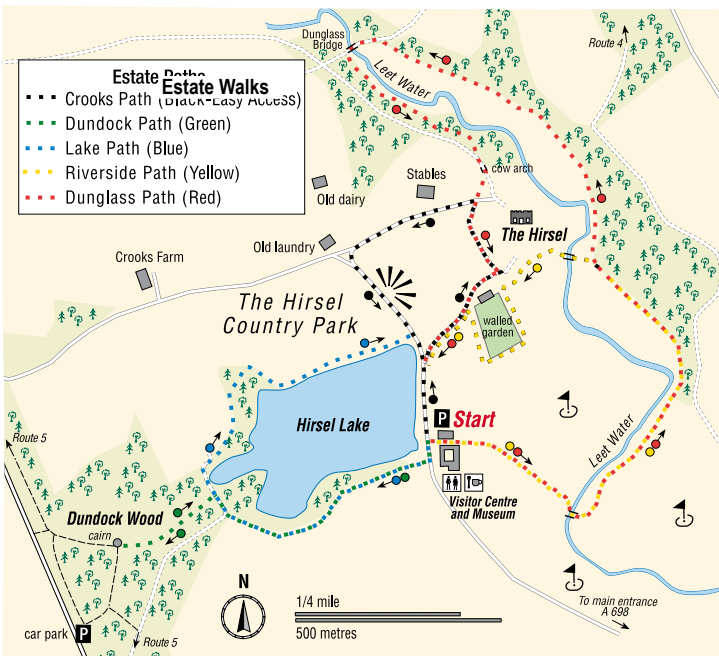 Dunglass
Bridge
Route 4
Leet Water
Estate Paths
Estate Walks
Crooks Path (Black-Easy Access)
Dundock Path (Green)
Lake Path (Blue)
Riverside Path (Yellow)
Dunglass Path (Red)
cow arch
Stables
Old dairy
The Hirsel
Old laundry
Crooks Farm
The Hirsel
Country Park
walled
garden
P Start
Hirsel Lake
Route 5
Leet Water
Visitor Centre
and Museum
Dundock Wood
cairn
N
1/4 mile
500 metres
To main entrance
A 698
car park P
Route 5